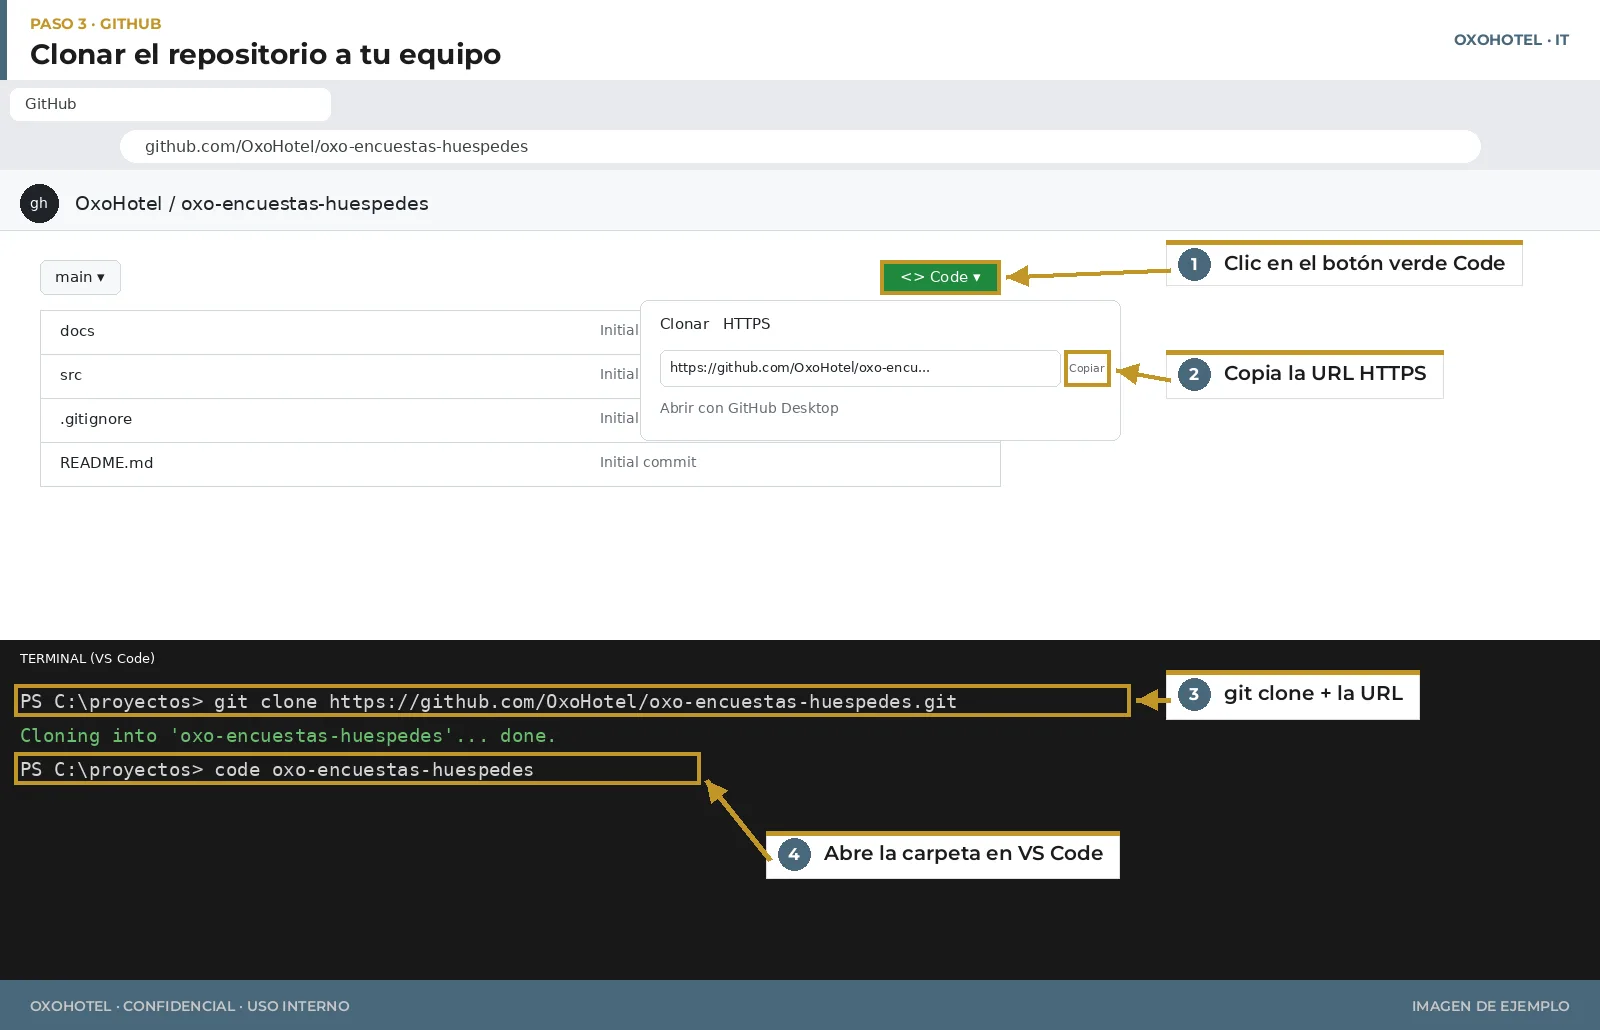 PASO 3 · GITHUB
Clonar el repositorio a tu equipo
OXOHOTEL · IT
GitHub
github.com/OxoHotel/oxo-encuestas-huespedes
gh
OxoHotel / oxo-encuestas-huespedes
main ▾
<> Code ▾
1 Clic en el botón verde Code
docs Initial
src Initial
.gitignore Initial
README.md Initial commit
Clonar HTTPS
https://github.com/OxoHotel/oxo-encu...
Copiar
2 Copia la URL HTTPS
Abrir con GitHub Desktop
TERMINAL (VS Code)
PS C:\proyectos> git clone https://github.com/OxoHotel/oxo-encuestas-huespedes.git
3 git clone + la URL
Cloning into 'oxo-encuestas-huespedes'... done.
PS C:\proyectos> code oxo-encuestas-huespedes
4 Abre la carpeta en VS Code
OXOHOTEL · CONFIDENCIAL · USO INTERNO
IMAGEN DE EJEMPLO